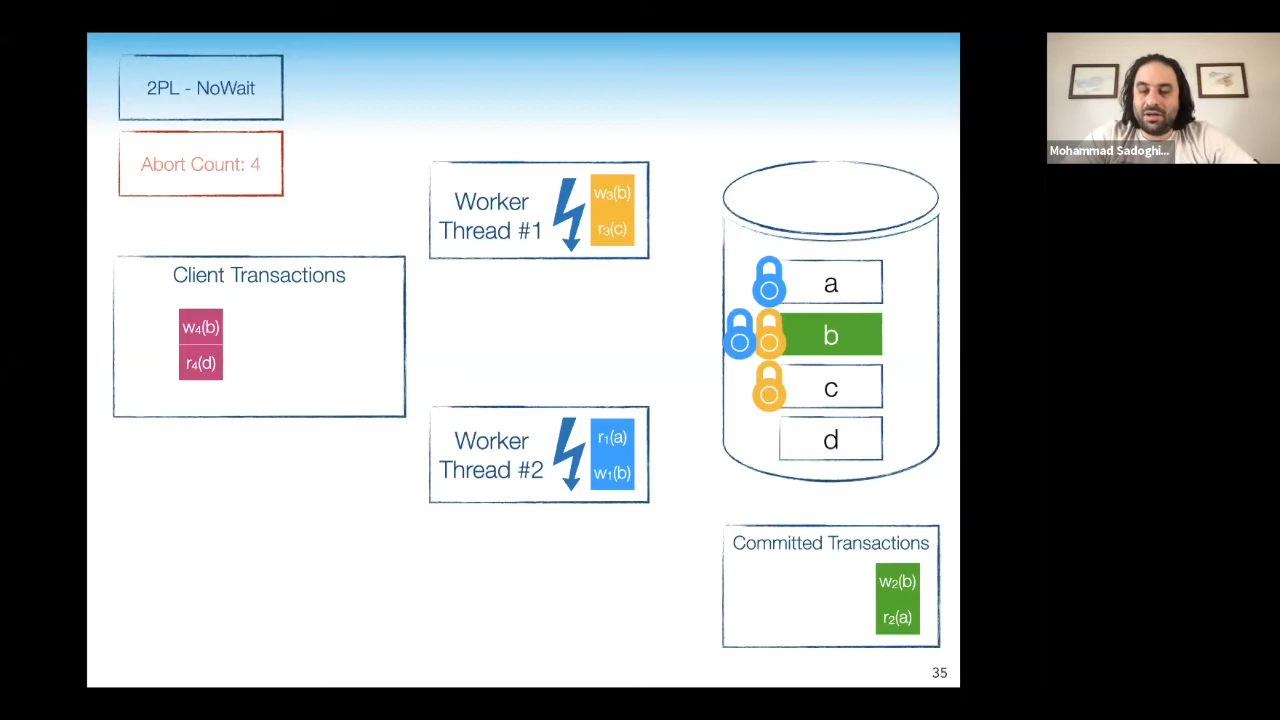 2PL - NoWait
Abort Count: 4
Client Transactions
w4(b)
r4(d)
Worker
Thread #1
w3(b)
r3(c)
Worker
Thread #2
r1(a)
w1(b)
a
b
c
d
Committed Transactions
w2(b)
r2(a)
35
Mohammad Sadoghi...